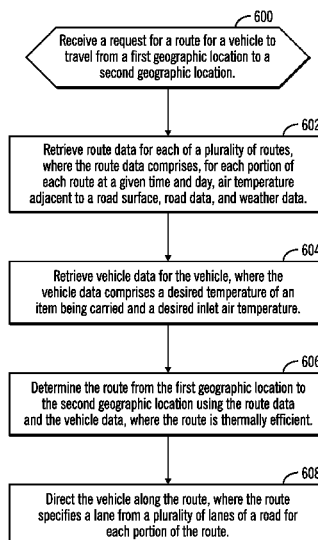 600
Receive a request for a route for a vehicle to
travel from a first geographic location to a
second geographic location.
602
Retrieve route data for each of a plurality of routes,
where the route data comprises, for each portion of
each route at a given time and day, air temperature
adjacent to a road surface, road data, and weather data.
604
Retrieve vehicle data for the vehicle, where the
vehicle data comprises a desired temperature of an
item being carried and a desired inlet air temperature.
606
Determine the route from the first geographic location to
the second geographic location using the route data
and the vehicle data, where the route is thermally efficient.
608
Direct the vehicle along the route, where the route
specifies a lane from a plurality of lanes of a road for
each portion of the route.